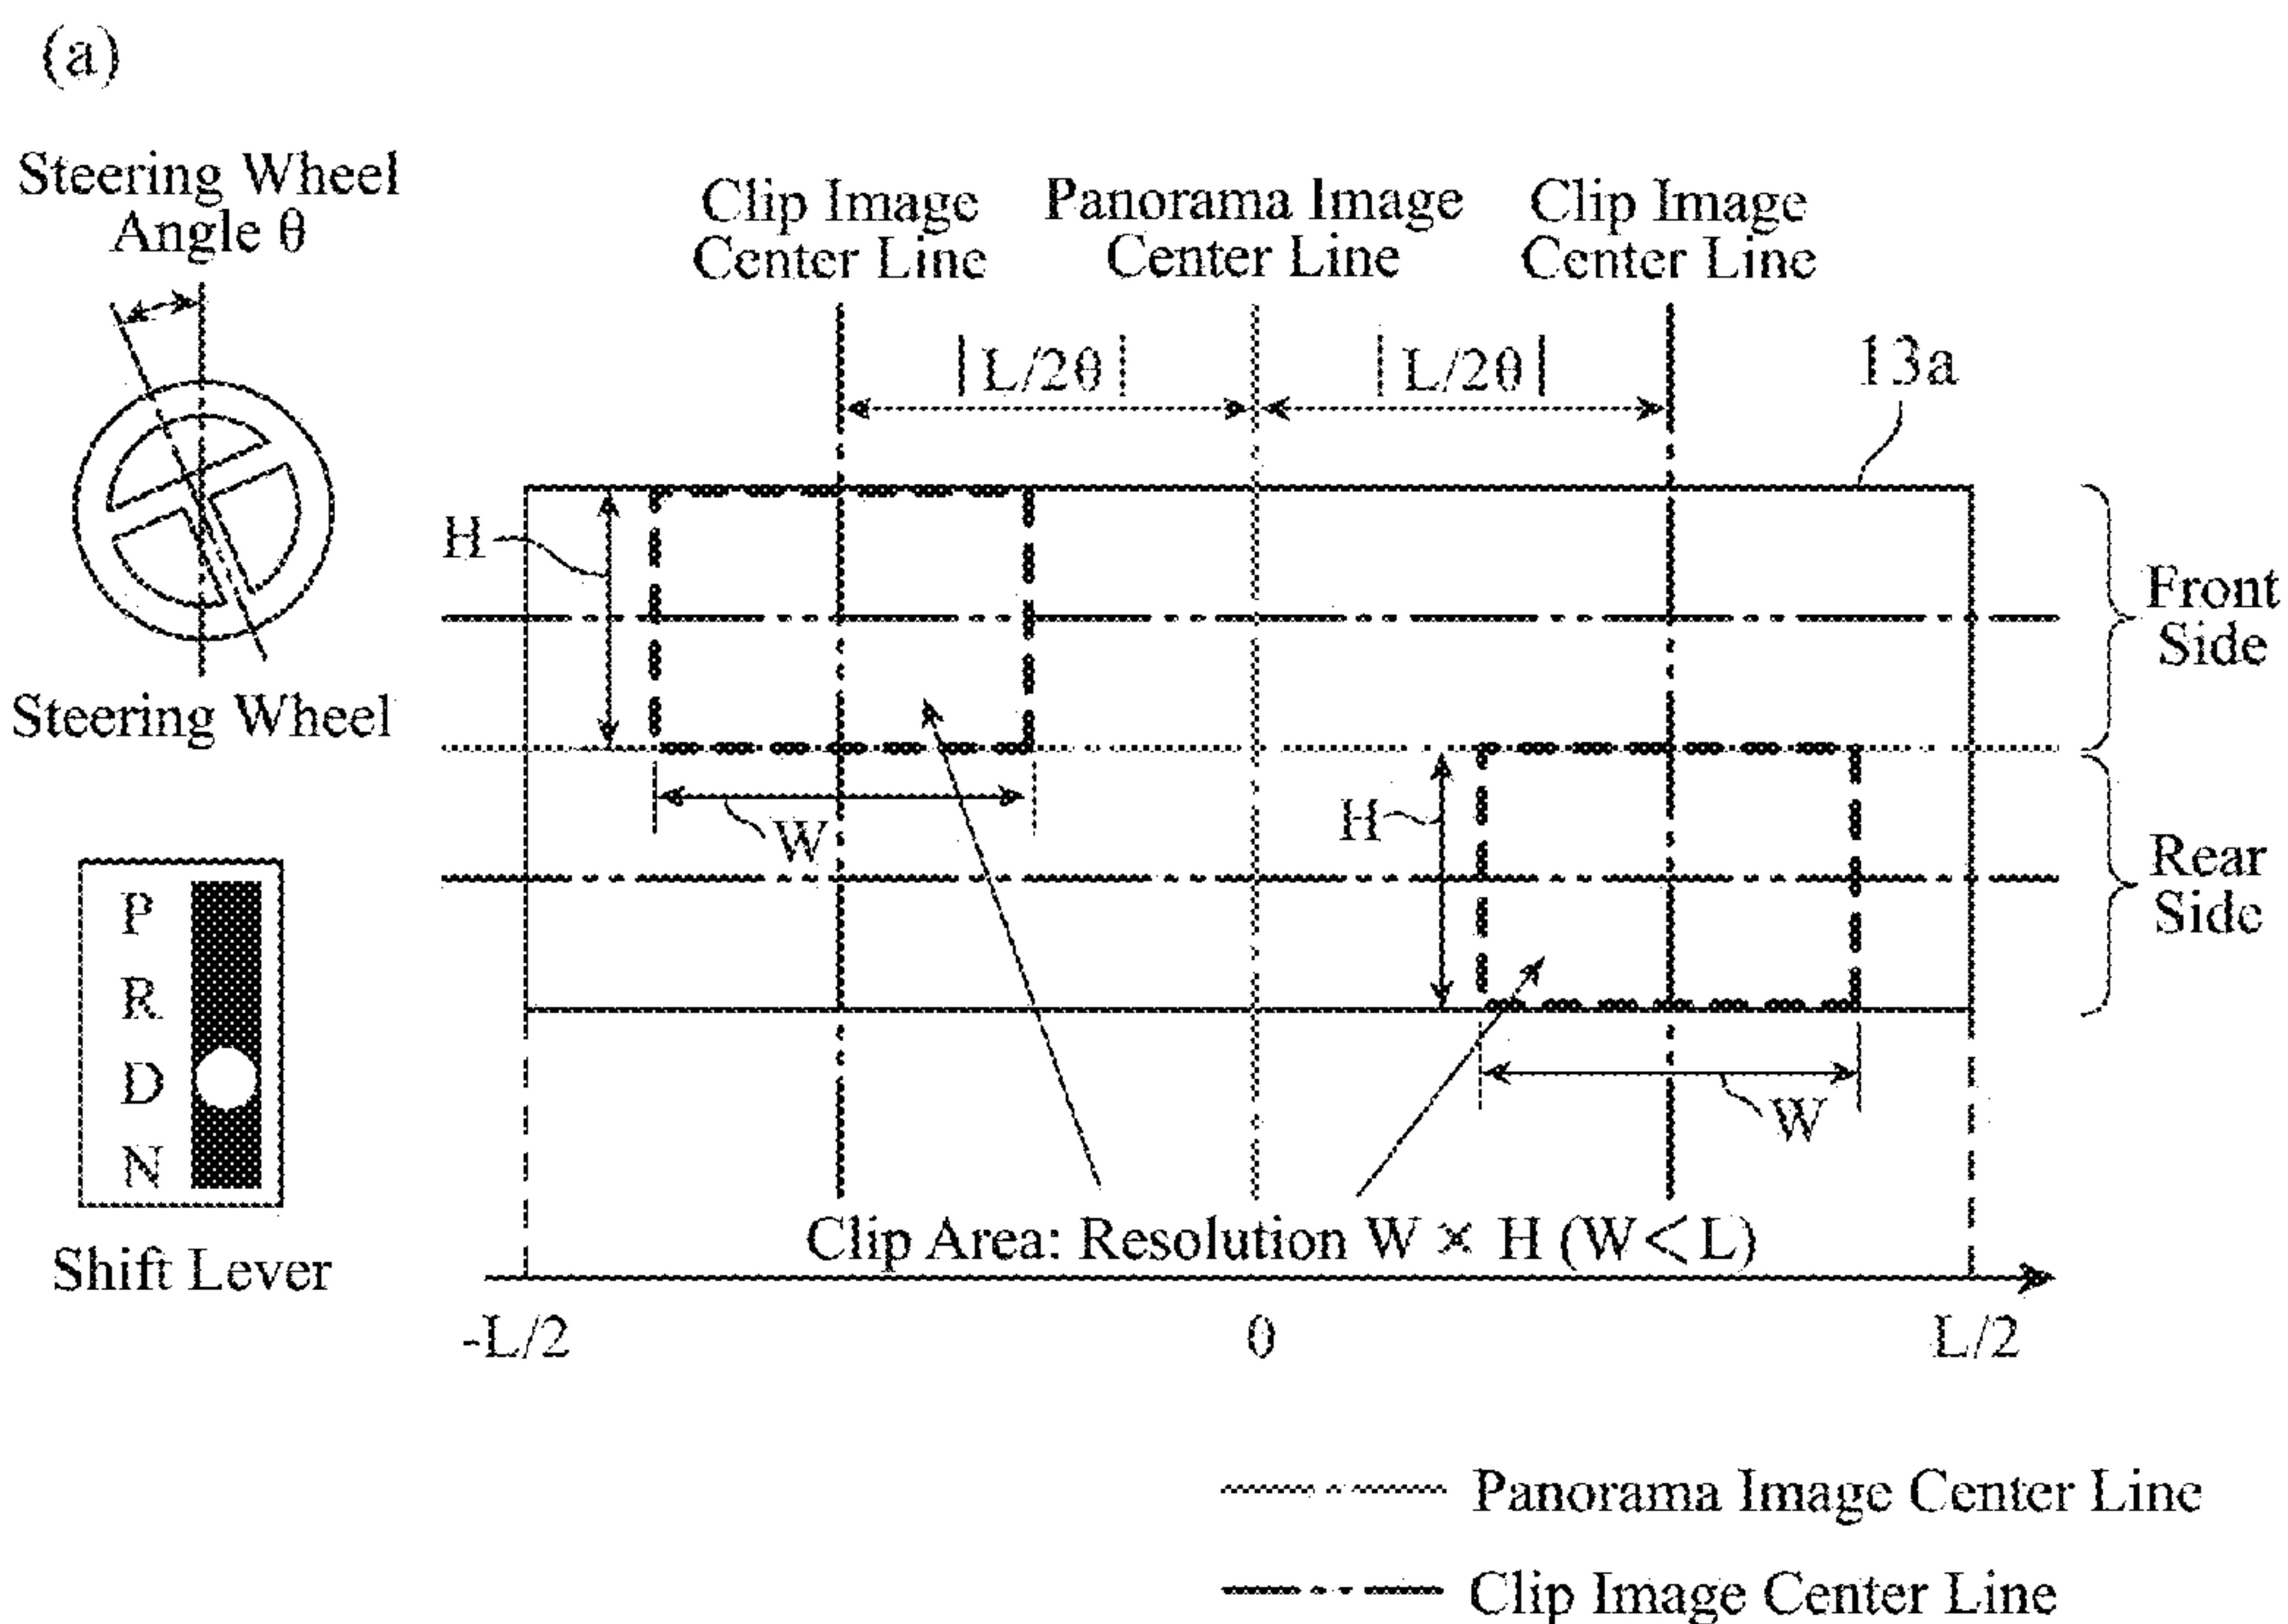 (a)
Steering Wheel
Angle θ
Steering Wheel
Clip Image
Center Line
Panorama Image
Center Line
Clip Image
Center Line
|L/2θ|
|L/2θ|
13a
H
W
H
W
Front
Side
Rear
Side
P
R
D
N
Shift Lever
Clip Area: Resolution W × H (W<L)
-L/2
0
L/2
Panorama Image Center Line
Clip Image Center Line